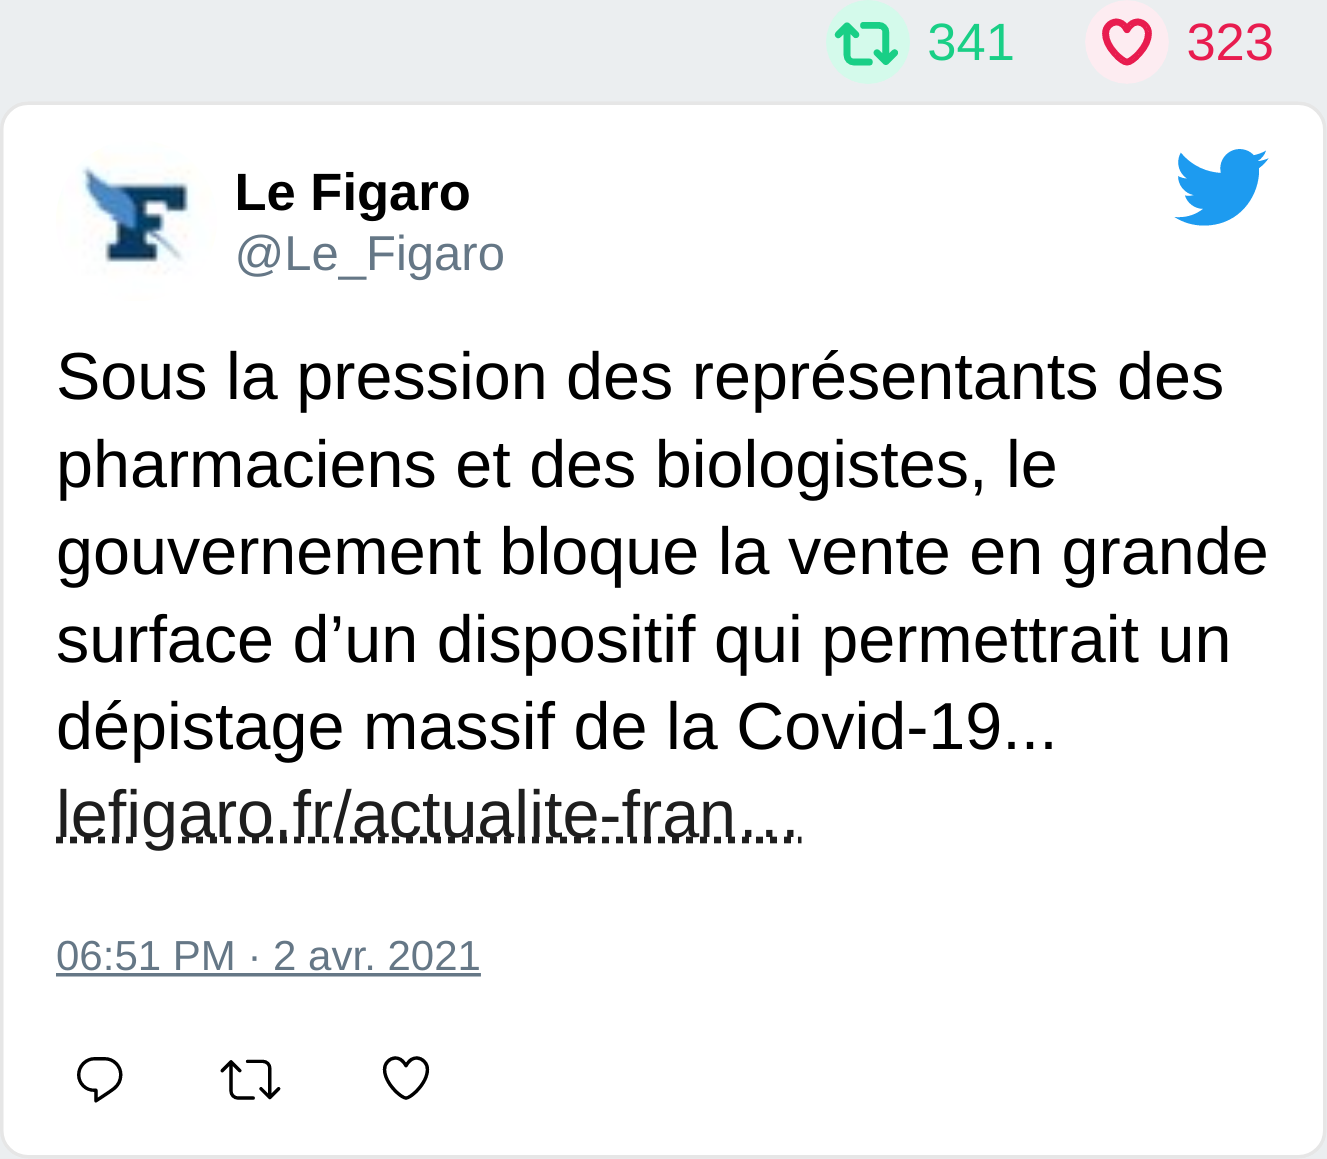 341 323
Le Figaro
@Le_Figaro
Sous la pression des représentants des
pharmaciens et des biologistes, le
gouvernement bloque la vente en grande
surface d’un dispositif qui permettrait un
dépistage massif de la Covid-19...
lefigaro.fr/actualite-fran…
06:51 PM · 2 avr. 2021